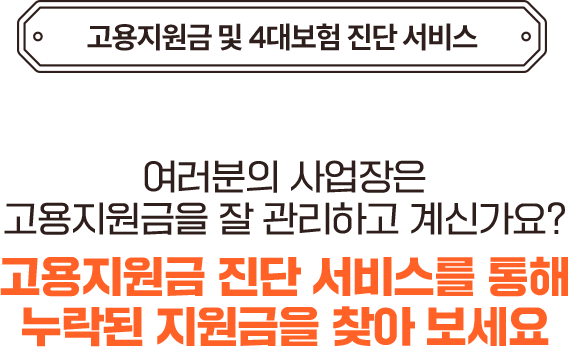 고용지원금 및 4대보험 진단 서비스
여러분의 사업장은
고용지원금을 잘 관리하고 계신가요?
고용지원금 진단 서비스를 통해
누락된 지원금을 찾아 보세요